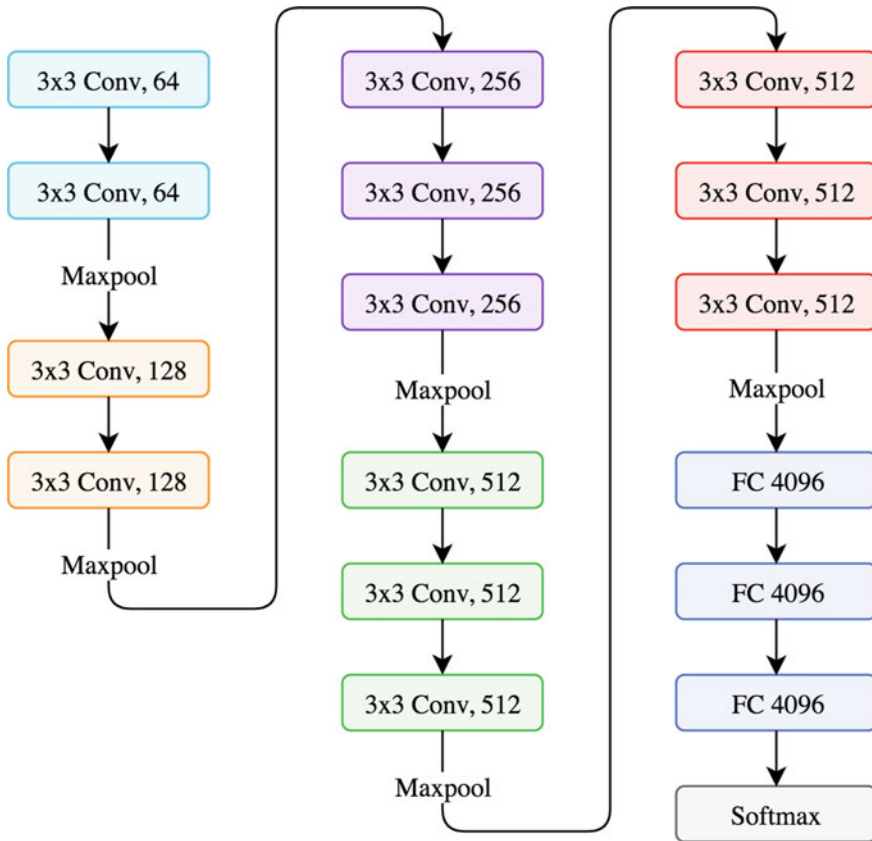 3x3 Conv, 64
3x3 Conv, 64
Maxpool
3x3 Conv, 128
3x3 Conv, 128
Maxpool
3x3 Conv, 256
3x3 Conv, 256
3x3 Conv, 256
Maxpool
3x3 Conv, 512
3x3 Conv, 512
3x3 Conv, 512
Maxpool
3x3 Conv, 512
3x3 Conv, 512
3x3 Conv, 512
Maxpool
FC 4096
FC 4096
FC 4096
Softmax